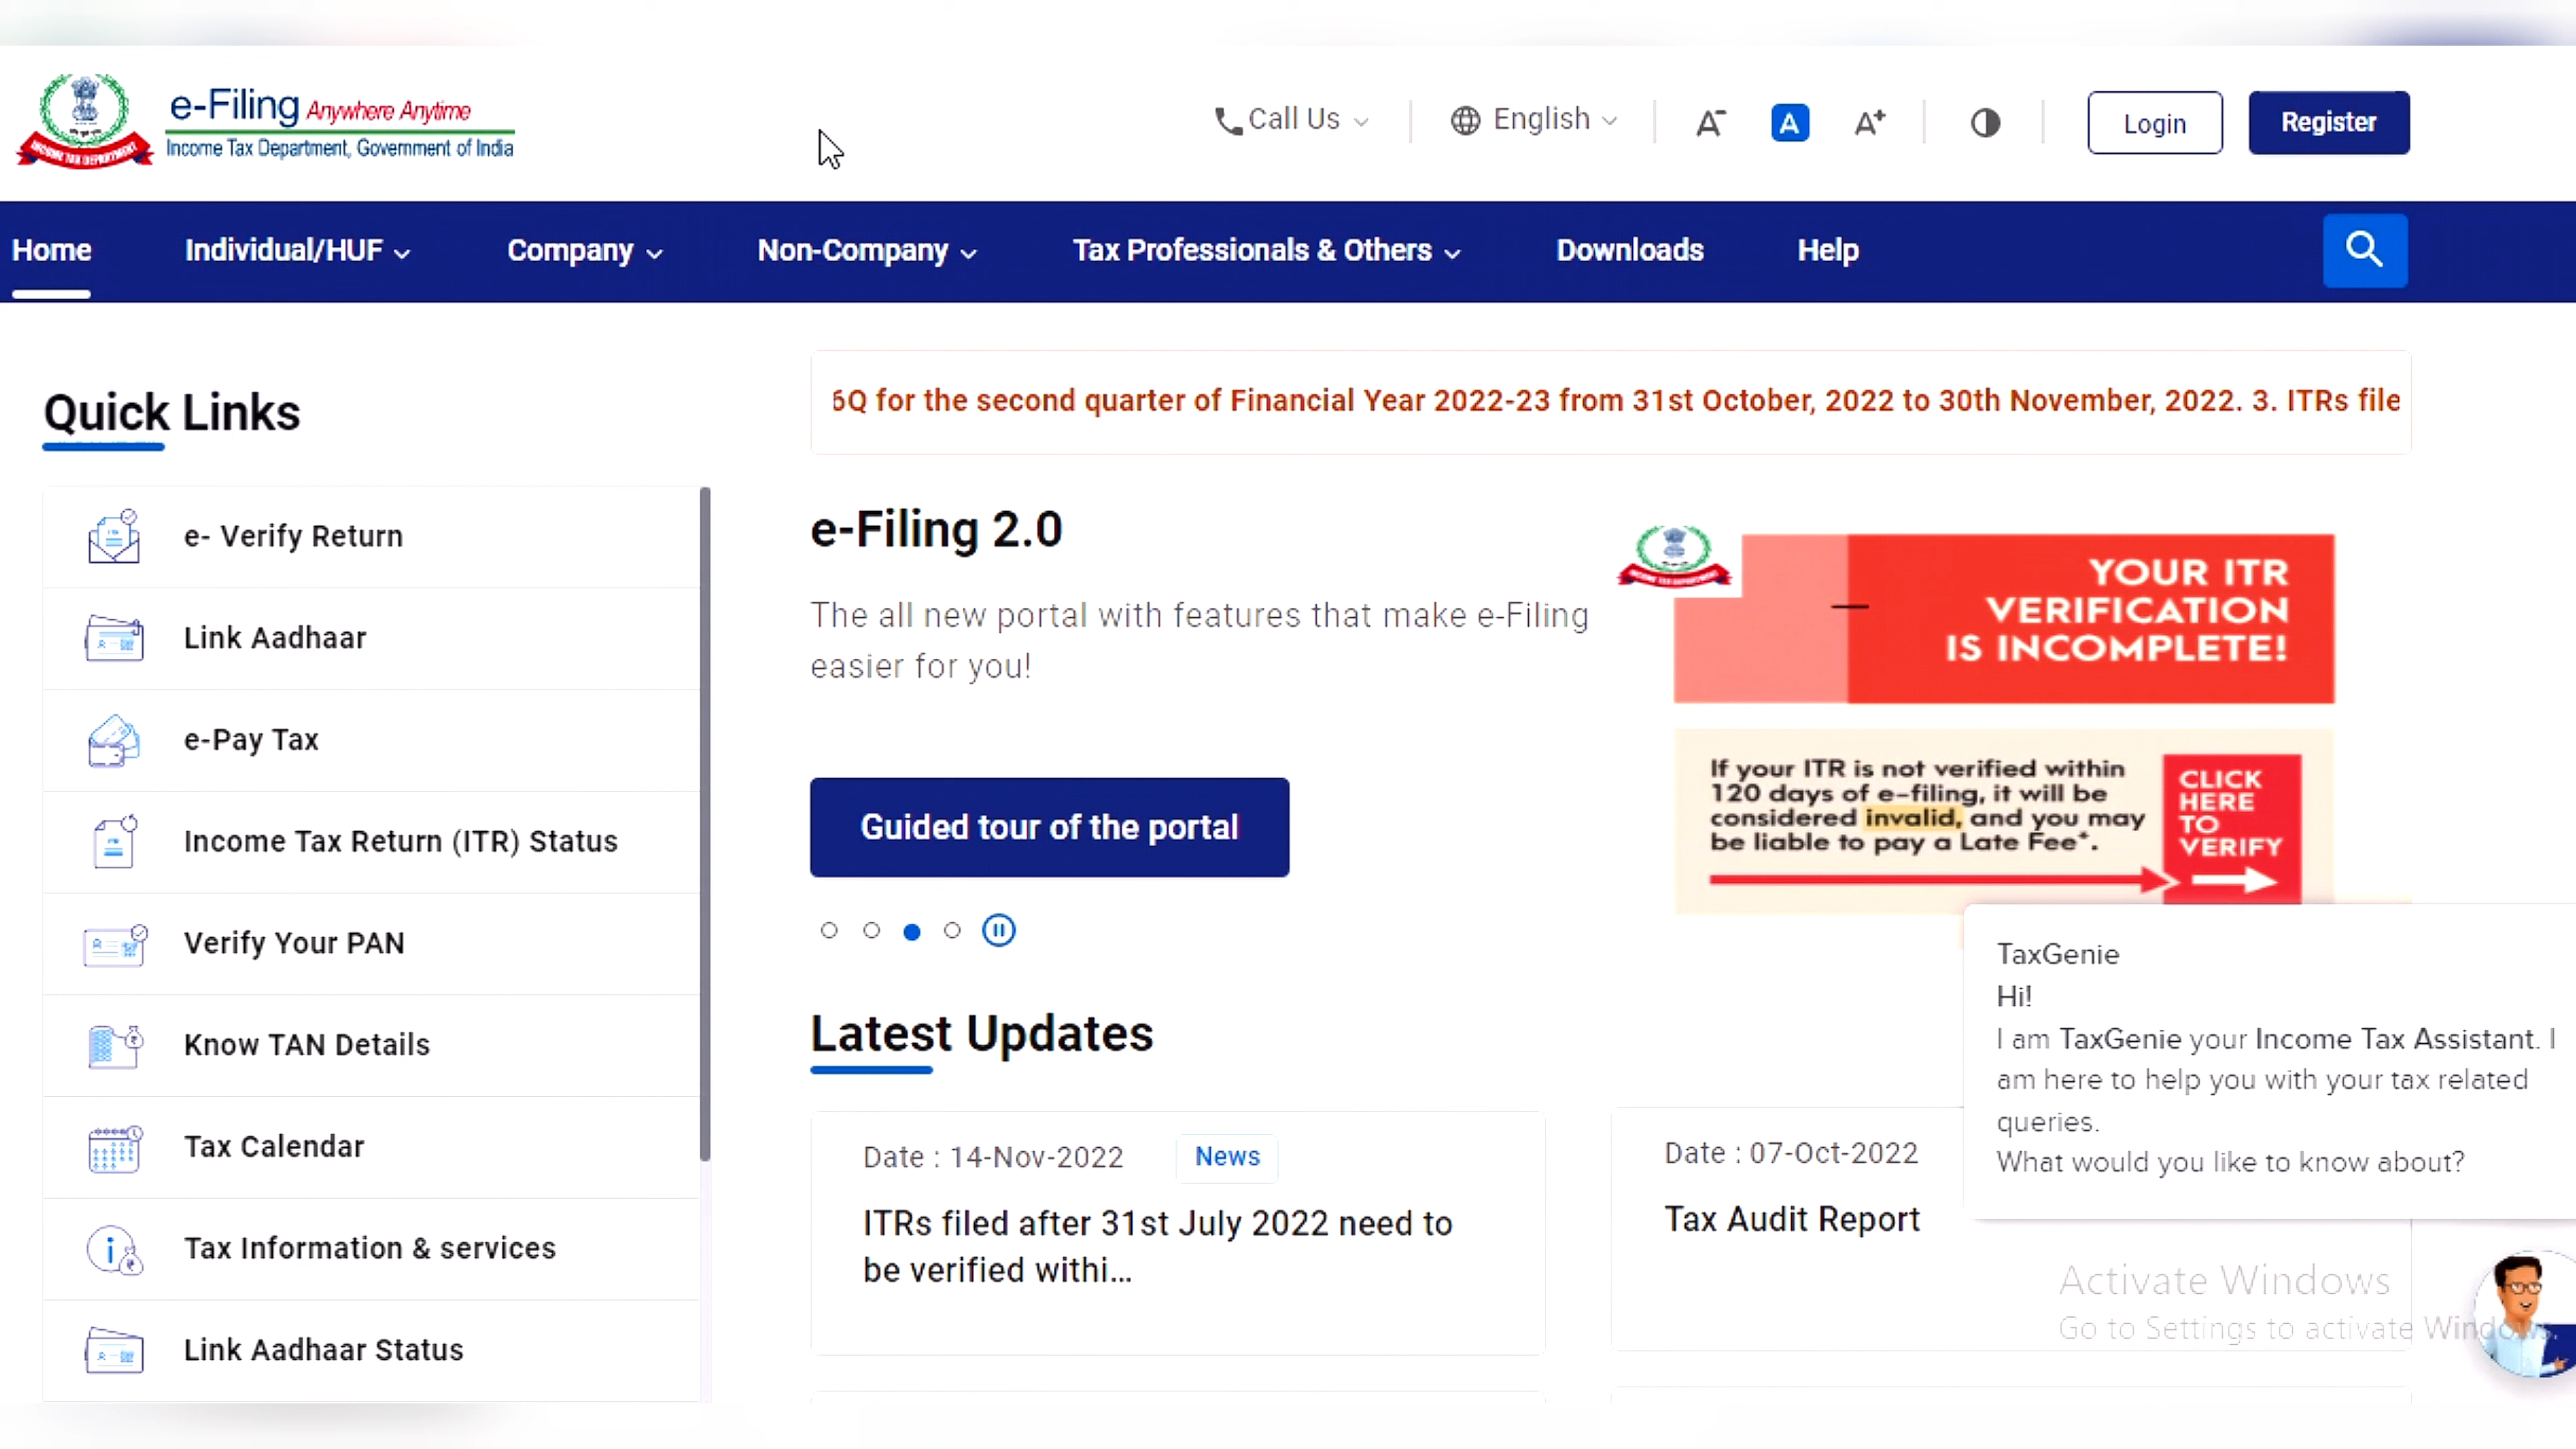 e-Filing Anywhere Anytime
Income Tax Department, Government of India
INCOME TAX DEPARTMENT
Call Us
English
A-
A
A+
Login
Register
Home
Individual/HUF
Company
Non-Company
Tax Professionals & Others
Downloads
Help
Quick Links
e- Verify Return
Link Aadhaar
e-Pay Tax
Income Tax Return (ITR) Status
Verify Your PAN
Know TAN Details
Tax Calendar
Tax Information & services
Link Aadhaar Status
6Q for the second quarter of Financial Year 2022-23 from 31st October, 2022 to 30th November, 2022. 3. ITRs file
e-Filing 2.0
The all new portal with features that make e-Filing
easier for you!
Guided tour of the portal
INCOME TAX DEPARTMENT
YOUR ITR
VERIFICATION
IS INCOMPLETE!
If your ITR is not verified within
120 days of e-filing, it will be
considered invalid, and you may
be liable to pay a Late Fee*.
CLICK
HERE
TO
VERIFY
Latest Updates
Date : 14-Nov-2022
News
ITRs filed after 31st July 2022 need to
be verified withi...
Date : 07-Oct-2022
Tax Audit Report
TaxGenie
Hi!
I am TaxGenie your Income Tax Assistant. I
am here to help you with your tax related
queries.
What would you like to know about?
Activate Windows
Go to Settings to activate Windows.